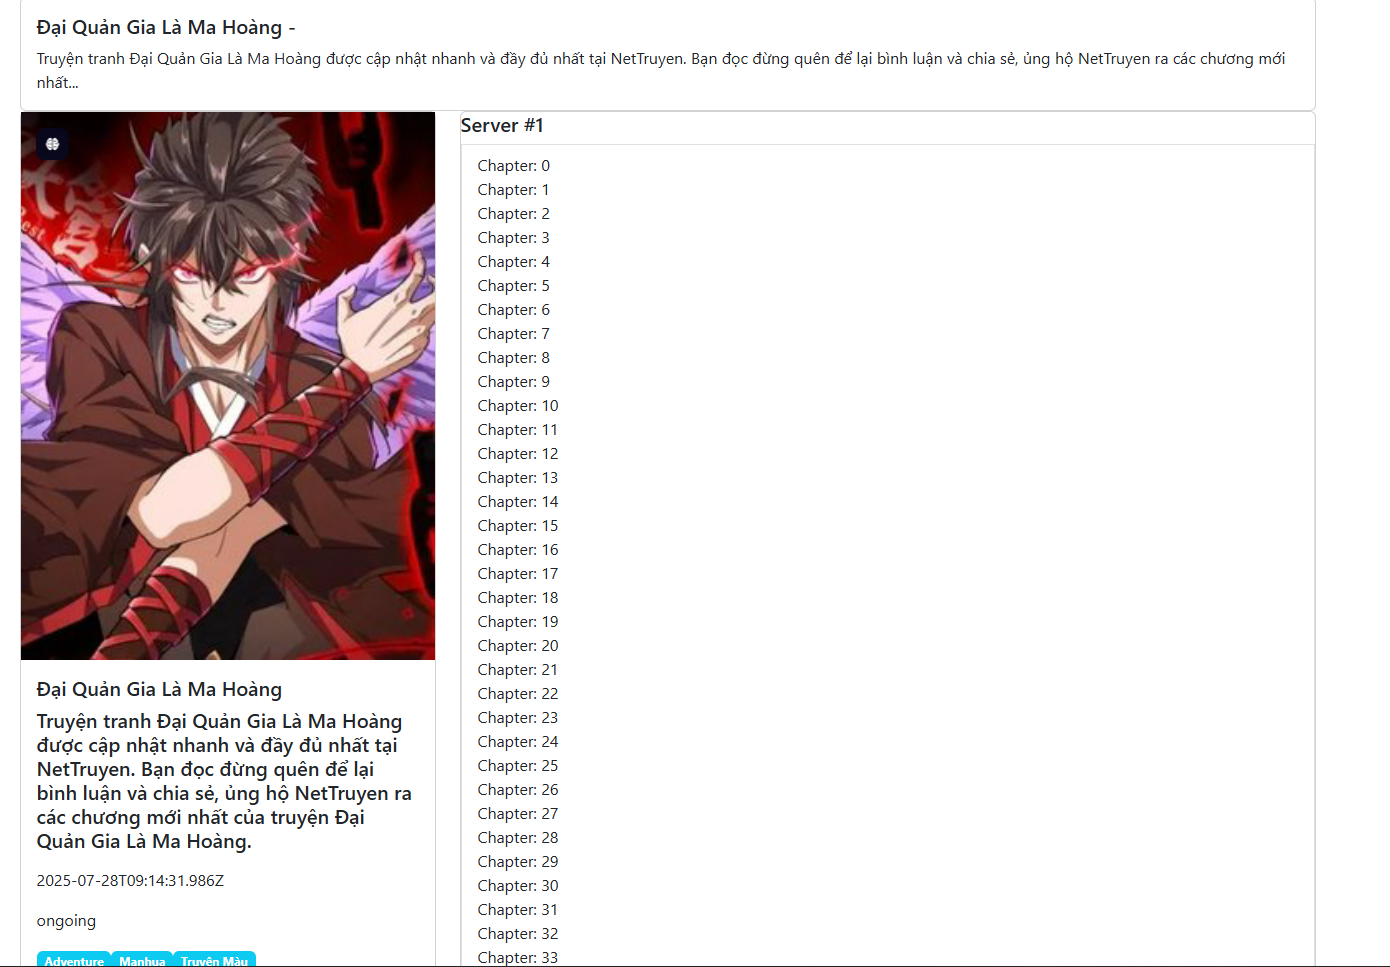 Đại Quản Gia Là Ma Hoàng -
Truyện tranh Đại Quản Gia Là Ma Hoàng được cập nhật nhanh và đầy đủ nhất tại NetTruyen. Bạn đọc đừng quên để lại bình luận và chia sẻ, ủng hộ NetTruyen ra các chương mới
nhất...
Đại Quản Gia Là Ma Hoàng
Truyện tranh Đại Quản Gia Là Ma Hoàng
được cập nhật nhanh và đầy đủ nhất tại
NetTruyen. Bạn đọc đừng quên để lại
bình luận và chia sẻ, ủng hộ NetTruyen ra
các chương mới nhất của truyện Đại
Quản Gia Là Ma Hoàng.
2025-07-28T09:14:31.986Z
ongoing
Adventure Manhua Truyện Màu
Server #1
Chapter: 0
Chapter: 1
Chapter: 2
Chapter: 3
Chapter: 4
Chapter: 5
Chapter: 6
Chapter: 7
Chapter: 8
Chapter: 9
Chapter: 10
Chapter: 11
Chapter: 12
Chapter: 13
Chapter: 14
Chapter: 15
Chapter: 16
Chapter: 17
Chapter: 18
Chapter: 19
Chapter: 20
Chapter: 21
Chapter: 22
Chapter: 23
Chapter: 24
Chapter: 25
Chapter: 26
Chapter: 27
Chapter: 28
Chapter: 29
Chapter: 30
Chapter: 31
Chapter: 32
Chapter: 33